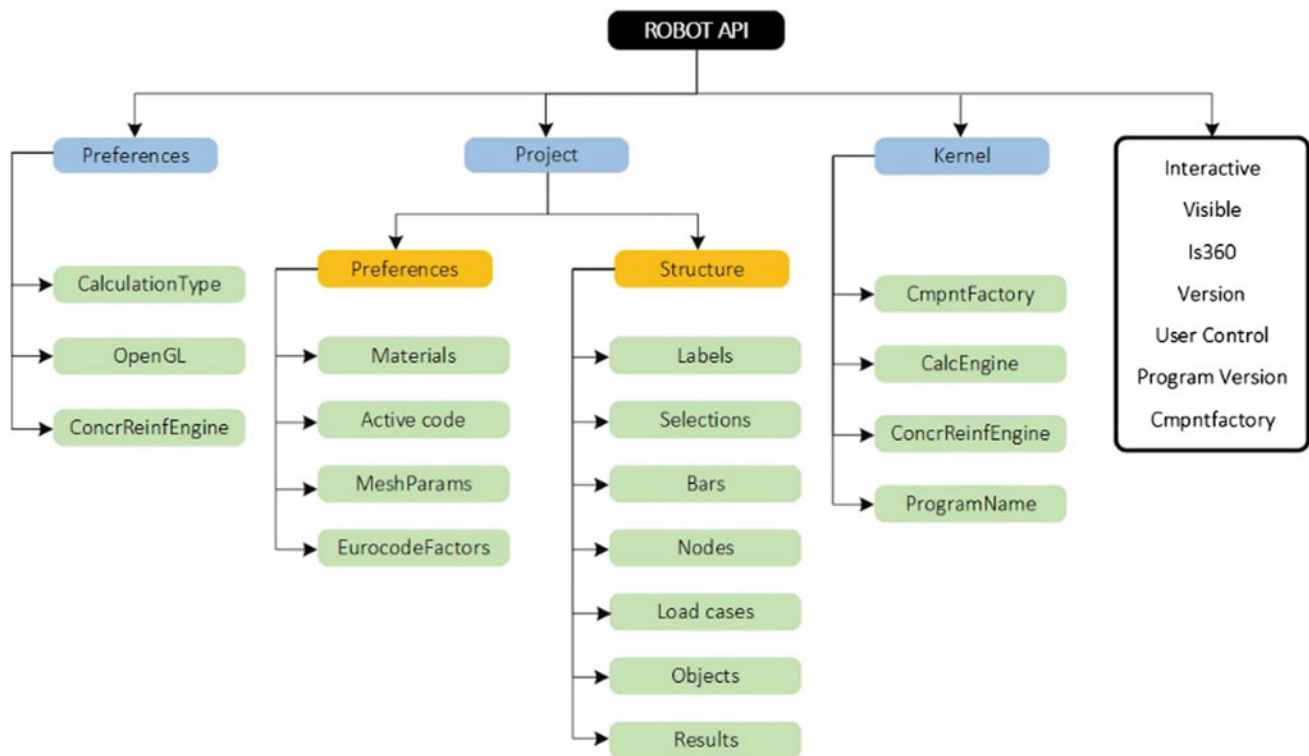 ROBOT API
Preferences
CalculationType
OpenGL
ConcrReinfEngine
Project
Preferences
Materials
Active code
MeshParams
EurocodeFactors
Structure
Labels
Selections
Bars
Nodes
Load cases
Objects
Results
Kernel
CmpntFactory
CalcEngine
ConcrReinfEngine
ProgramName
Interactive
Visible
Is360
Version
User Control
Program Version
Cmpntfactory